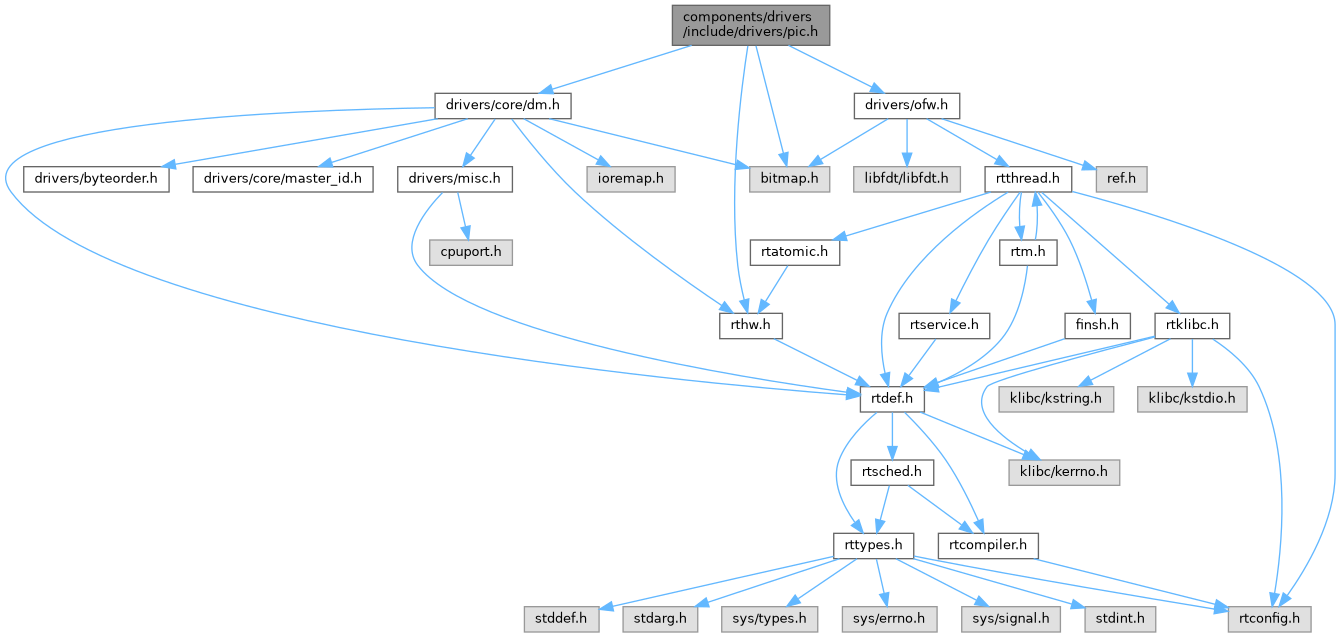 components/drivers
/include/drivers/pic.h
drivers/core/dm.h
drivers/ofw.h
drivers/byteorder.h
drivers/core/master_id.h
drivers/misc.h
ioremap.h
bitmap.h
libfdt/libfdt.h
rtthread.h
ref.h
cpuport.h
rtatomic.h
rtm.h
rthw.h
rtservice.h
finsh.h
rtklibc.h
rtdef.h
klibc/kstring.h
klibc/kstdio.h
rtsched.h
klibc/kerrno.h
rttypes.h
rtcompiler.h
stddef.h
stdarg.h
sys/types.h
sys/errno.h
sys/signal.h
stdint.h
rtconfig.h